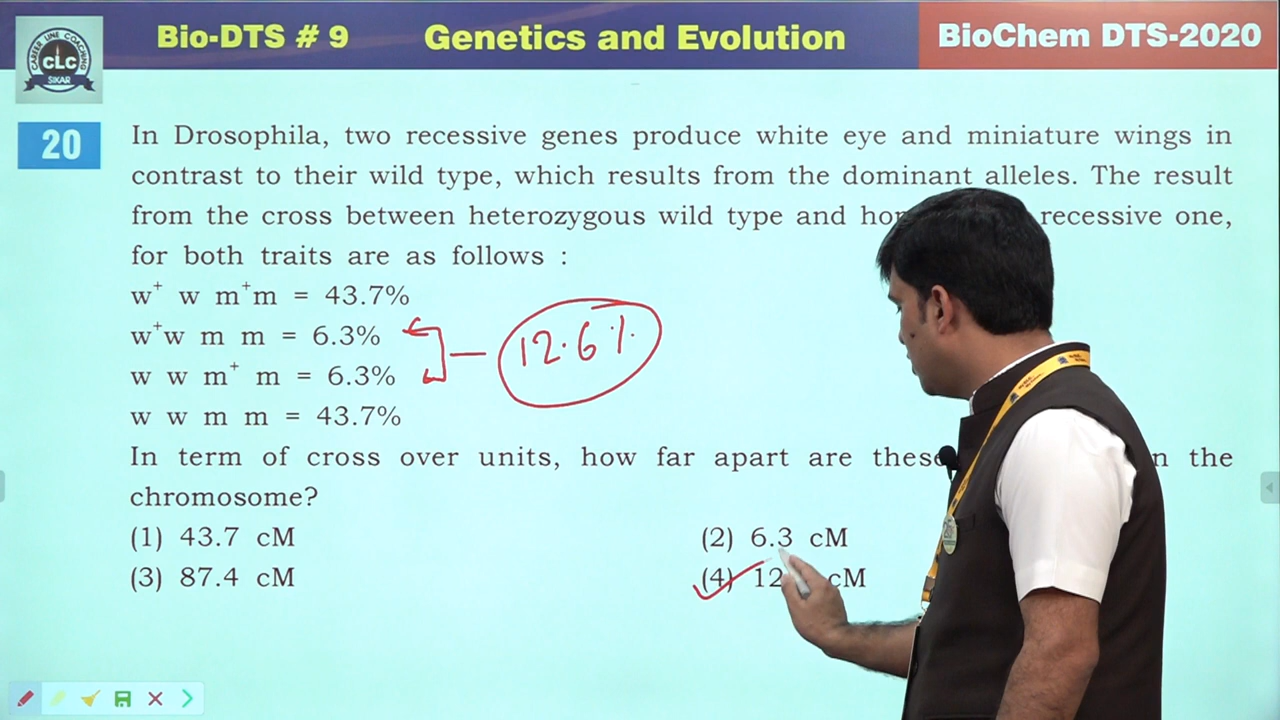 CAREER LINE COACHING
CLC
SIKAR
Bio-DTS # 9
Genetics and Evolution
BioChem DTS-2020
20
In Drosophila, two recessive genes produce white eye and miniature wings in
contrast to their wild type, which results from the dominant alleles. The result
from the cross between heterozygous wild type and recessive one,
for both traits are as follows :
w⁺ w m⁺m = 43.7%
w⁺w m m = 6.3%
w w m⁺ m = 6.3%
w w m m = 43.7%
12.6%
In term of cross over units, how far apart are these the
chromosome?
(1) 43.7 cM
(2) 6.3 cM
(3) 87.4 cM
(4) 12 cM